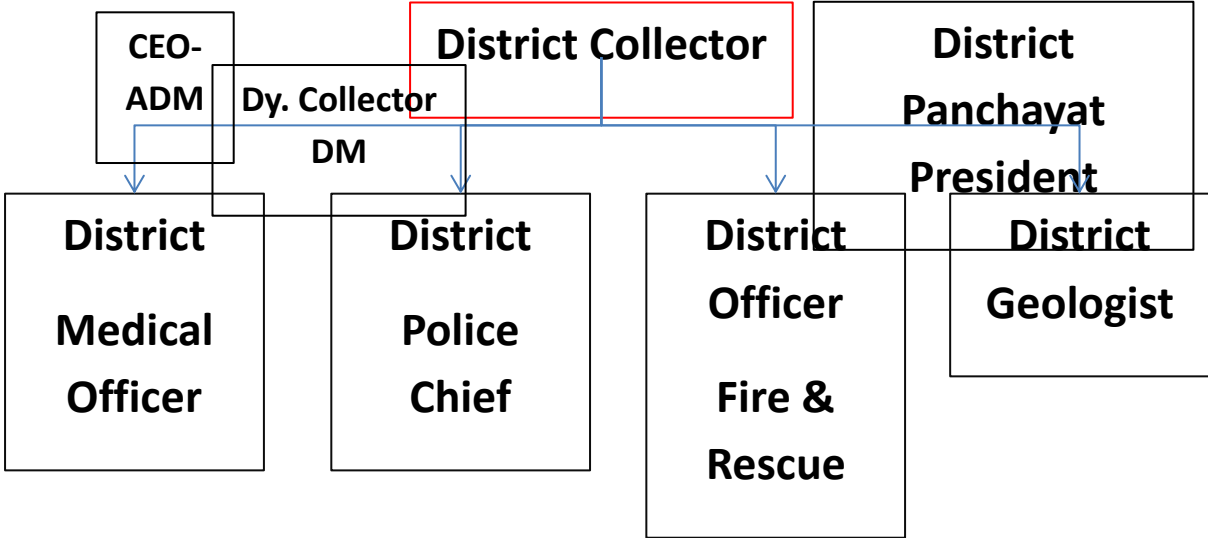 CEO-
ADM
Dy. Collector
DM
District Collector
District
Panchayat
President
District
Medical
Officer
District
Police
Chief
District
Officer
Fire &
Rescue
District
Geologist